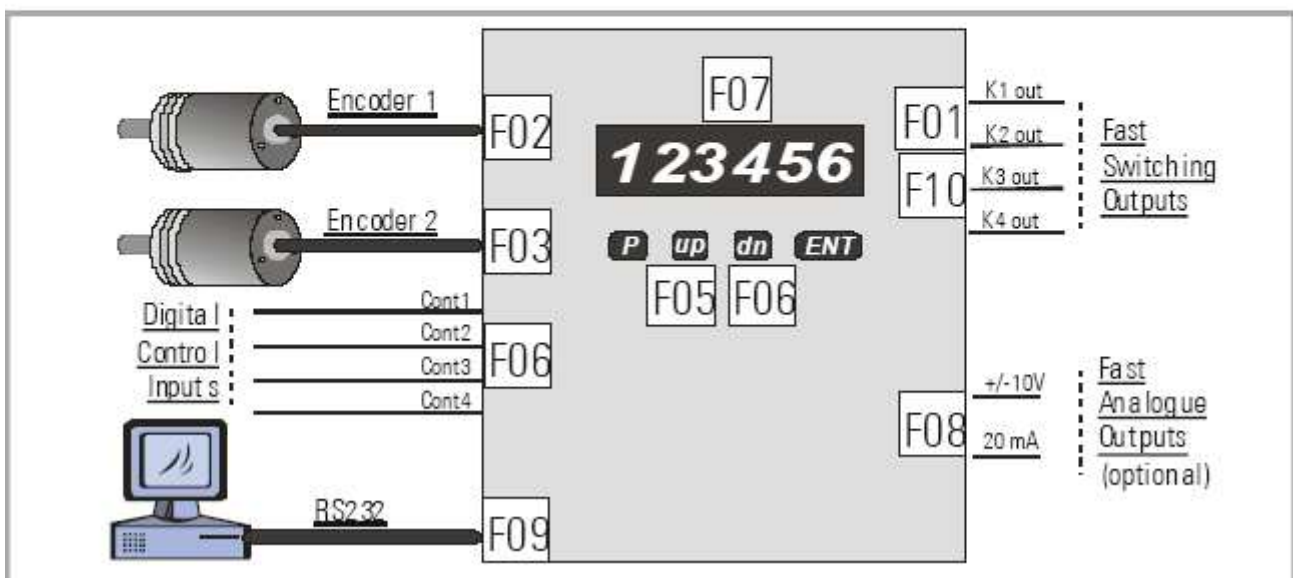 Encoder 1
F02
Encoder 2
F03
Digital
Control
Inputs
Cont1
Cont2
Cont3
Cont4
F06
RS232
F09
F07
123456
P up dn ENT
F05 F06
F01
F10
K1 out
K2 out
K3 out
K4 out
Fast
Switching
Outputs
F08
+/-10V
20 mA
Fast
Analogue
Outputs
(optional)